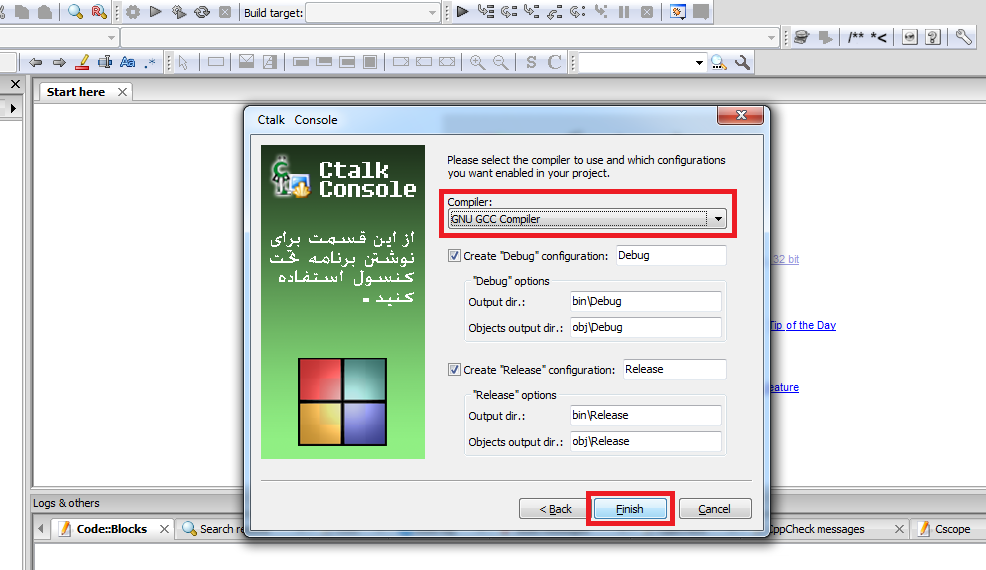 Build target:
/** *<
Aa .*
S C
Start here
Ctalk Console
Ctalk
Console
از این قسمت برای
نوشتن برنامه تحت
کنسول استفاده
کنید .
Please select the compiler to use and which configurations
you want enabled in your project.
Compiler:
GNU GCC Compiler
Create "Debug" configuration: Debug
"Debug" options
Output dir.: bin\Debug
Objects output dir.: obj\Debug
Create "Release" configuration: Release
"Release" options
Output dir.: bin\Release
Objects output dir.: obj\Release
< Back Finish Cancel
32 bit
Tip of the Day
eature
Logs & others
Code::Blocks Search re CppCheck messages Cscope